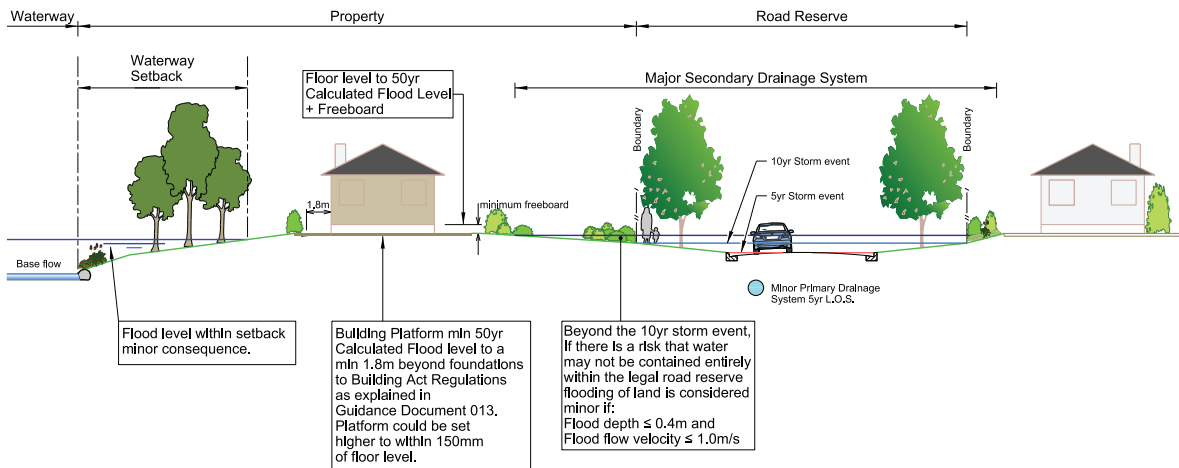 Waterway
Property
Road Reserve
Waterway
Setback
Floor level to 50yr
Calculated Flood Level
+ Freeboard
Major Secondary Drainage System
Boundary
Boundary
10yr Storm event
5yr Storm event
1.8m
minimum freeboard
Base flow
Minor Primary Drainage
System 5yr L.O.S.
Flood level within setback
minor consequence.
Building Platform min 50yr
Calculated Flood level to a
min 1.8m beyond foundations
to Building Act Regulations
as explained in
Guidance Document 013.
Platform could be set
higher to within 150mm
of floor level.
Beyond the 10yr storm event,
If there is a risk that water
may not be contained entirely
within the legal road reserve
flooding of land is considered
minor if:
Flood depth ≤ 0.4m and
Flood flow velocity ≤ 1.0m/s